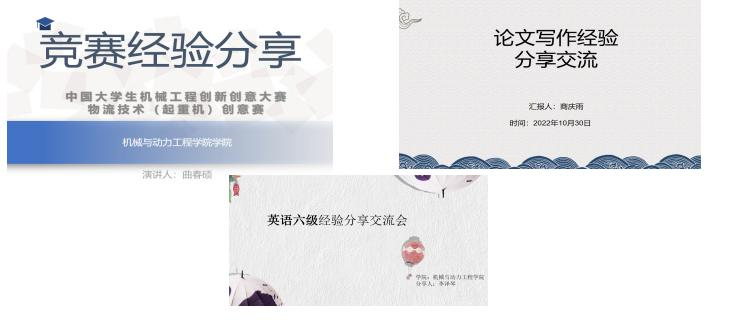 竞赛经验分享
中国大学生机械工程创新创意大赛
物流技术（起重机）创意赛
机械与动力工程学院学院
演讲人：曲春硕
论文写作经验
分享交流
汇报人：商庆雨
时间：2022年10月30日
英语六级经验分享交流会
学院：机械与动力工程学院
分享人：李泽琴